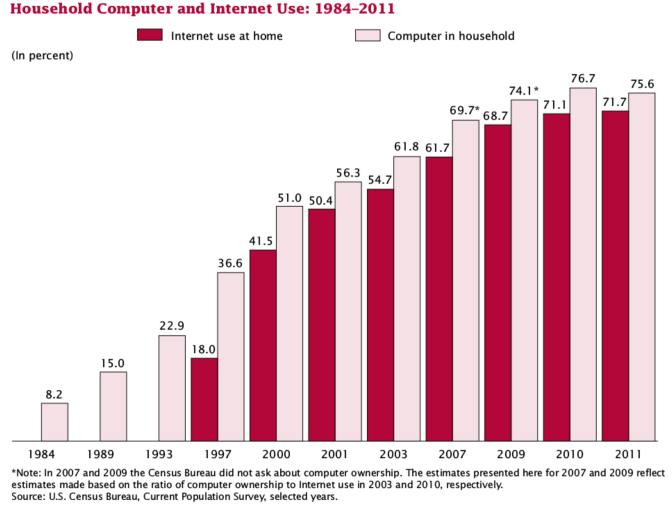 Household Computer and Internet Use: 1984–2011
Internet use at home
Computer in household
(In percent)
8.2
15.0
22.9
18.0
36.6
41.5
51.0
50.4
56.3
54.7
61.8
61.7
69.7*
68.7
74.1*
71.1
76.7
71.7
75.6
1984 1989 1993 1997 2000 2001 2003 2007 2009 2010 2011
*Note: In 2007 and 2009 the Census Bureau did not ask about computer ownership. The estimates presented here for 2007 and 2009 reflect
estimates made based on the ratio of computer ownership to Internet use in 2003 and 2010, respectively.
Source: U.S. Census Bureau, Current Population Survey, selected years.